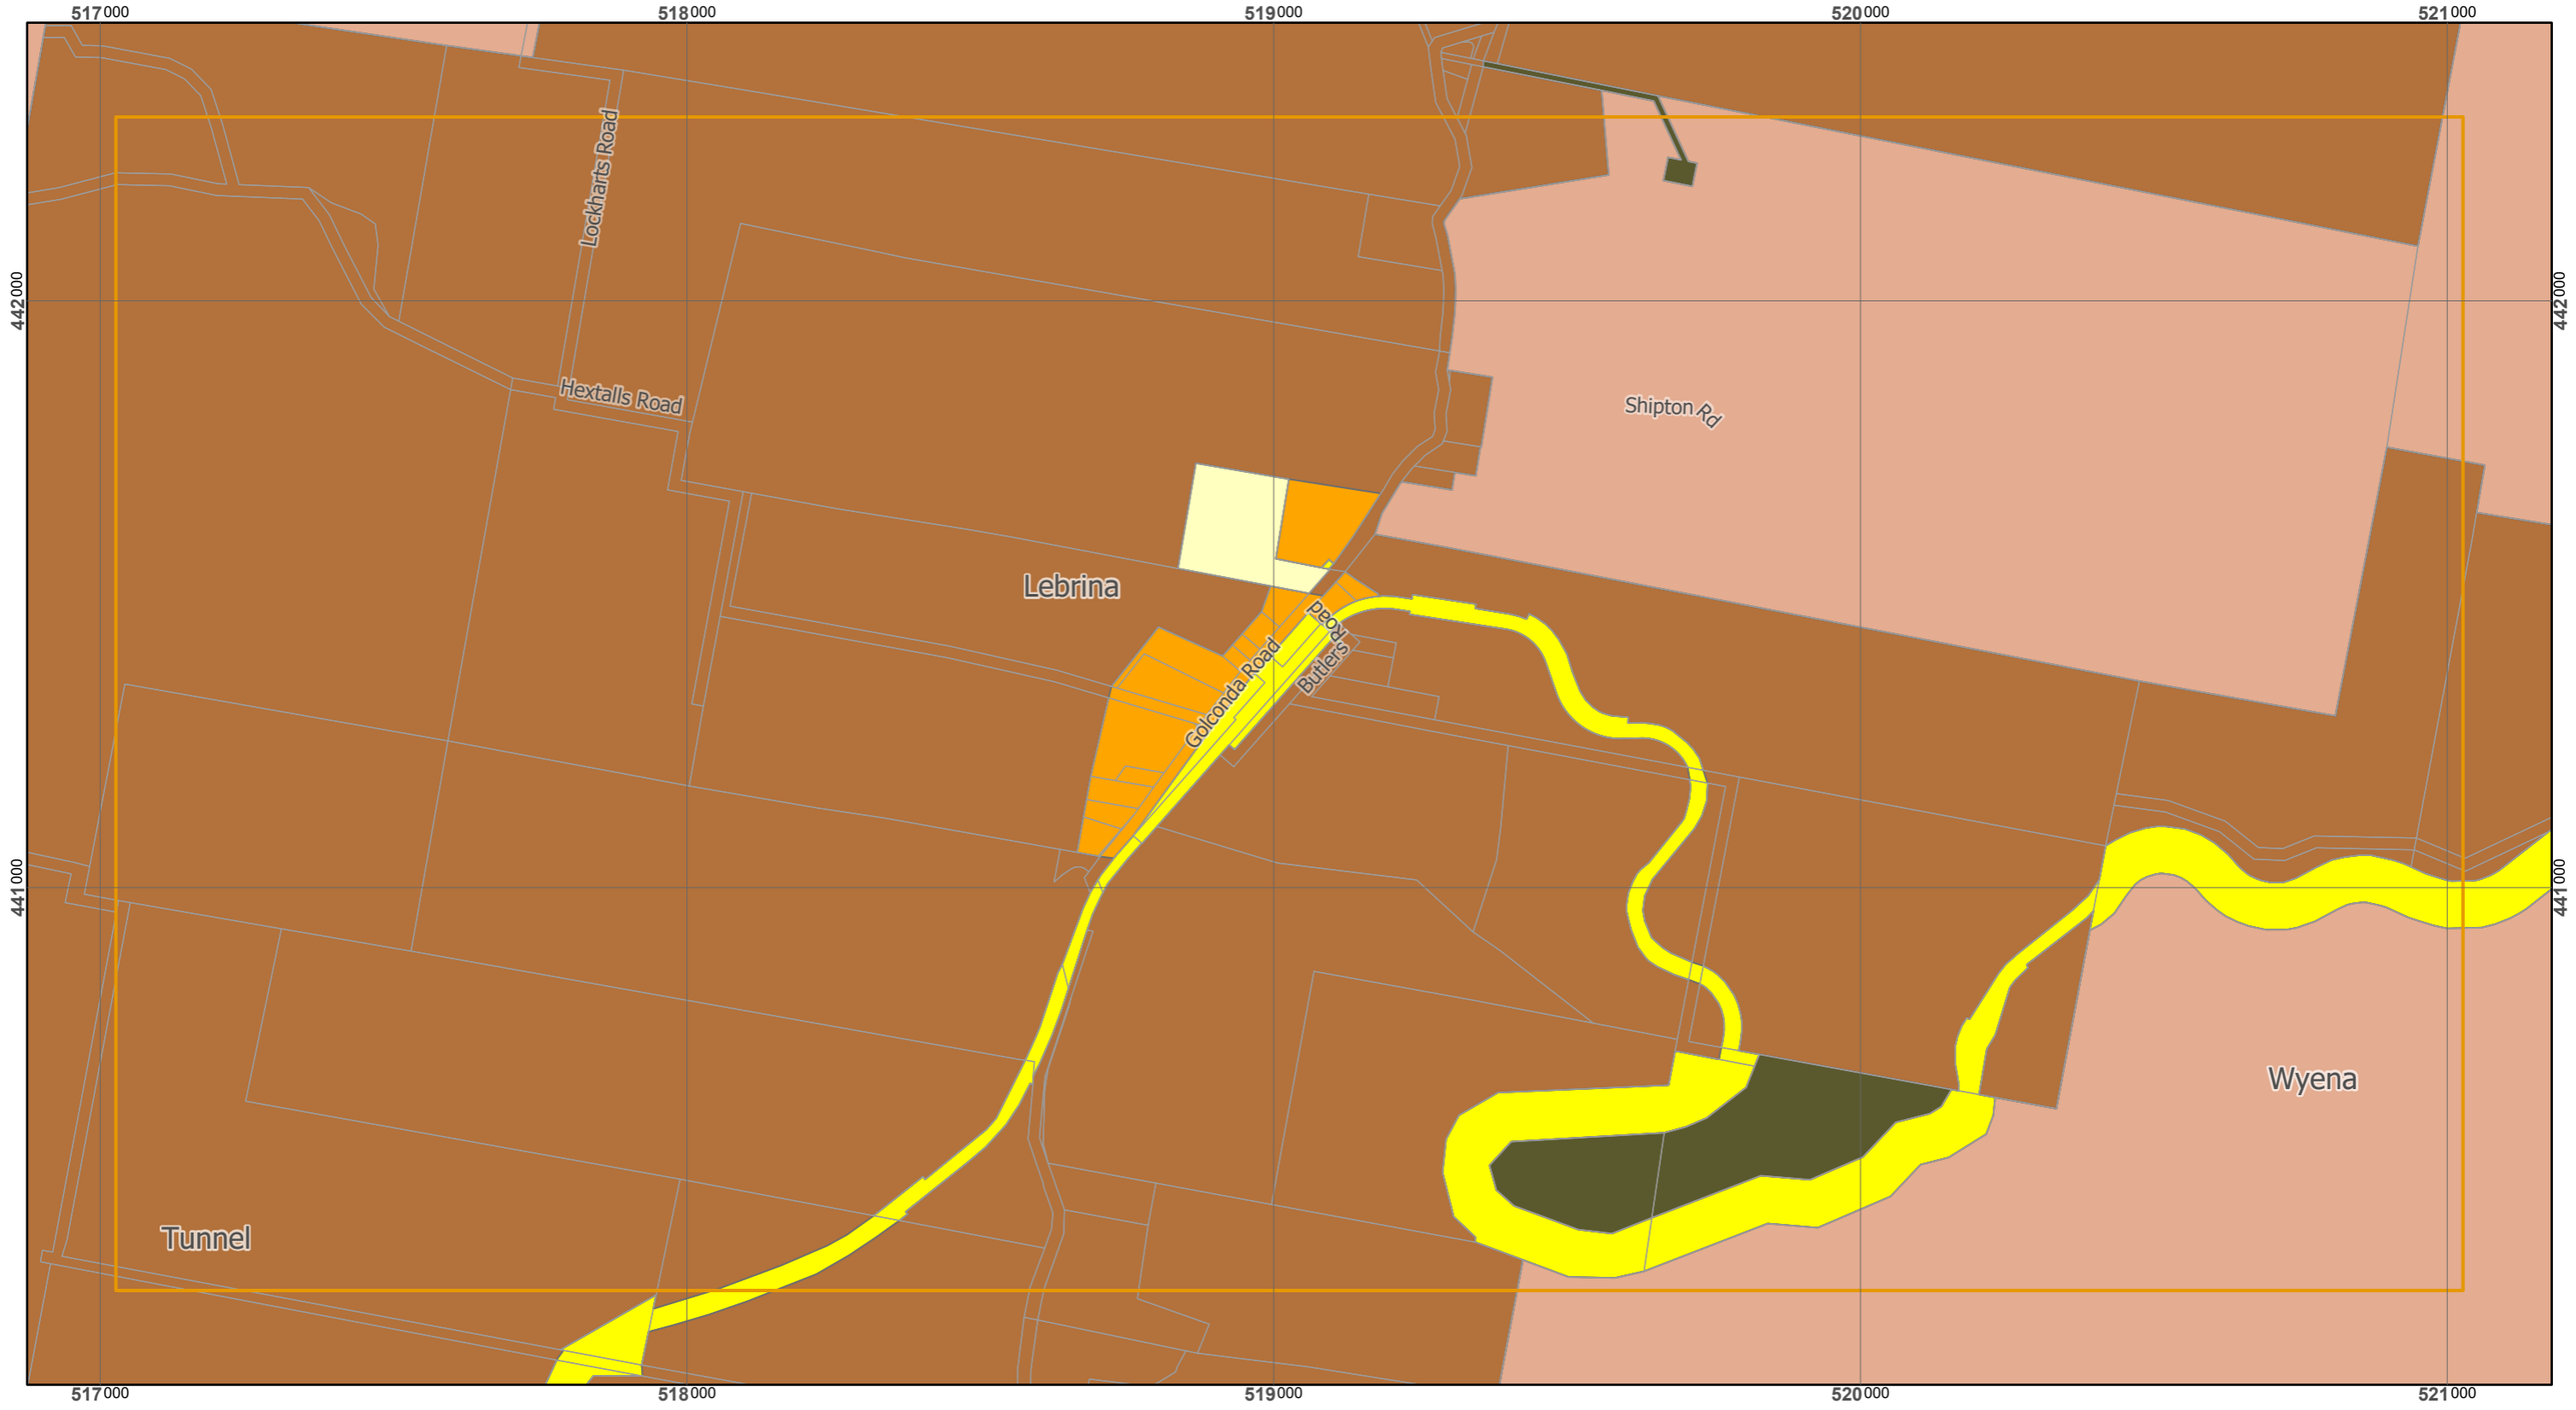 517000 518000 519000 520000 521000
Lockharts Road
442000 442000
Hextalls Road
Shipton Rd
Lebrina
Golconda Road
Butlers Road
441000 441000
Wyena
Tunnel
517000 518000 519000 520000 521000